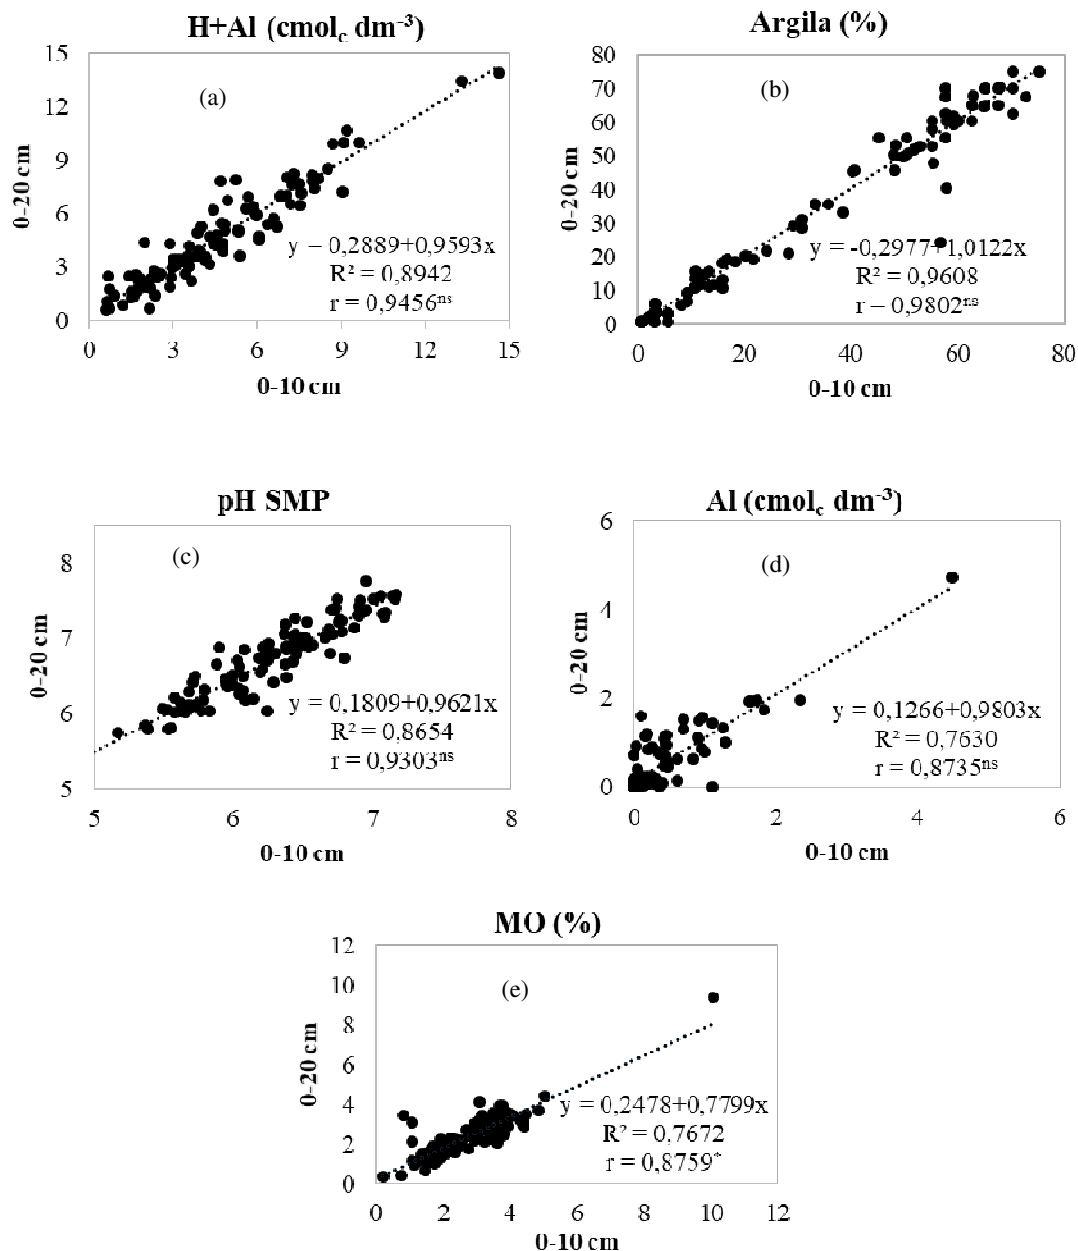 H+Al (cmolc dm-3)
(a)
15
12
9
6
3
0
0-20 cm
y = 0,2889+0,9593x
R² = 0,8942
r = 0,9456ns
0 3 6 9 12 15
0-10 cm
Argila (%)
(b)
80
70
60
50
40
30
20
10
0
0-20 cm
y = -0,2977+1,0122x
R² = 0,9608
r = 0,9802ns
0 20 40 60 80
0-10 cm
pH SMP
(c)
8
7
6
5
0-20 cm
y = 0,1809+0,9621x
R² = 0,8654
r = 0,9303ns
5 6 7 8
0-10 cm
Al (cmolc dm-3)
(d)
6
4
2
0
0-20 cm
y = 0,1266+0,9803x
R² = 0,7630
r = 0,8735ns
0 2 4 6
0-10 cm
MO (%)
(e)
12
10
8
6
4
2
0
0-20 cm
y = 0,2478+0,7799x
R² = 0,7672
r = 0,8759*
0 2 4 6 8 10 12
0-10 cm